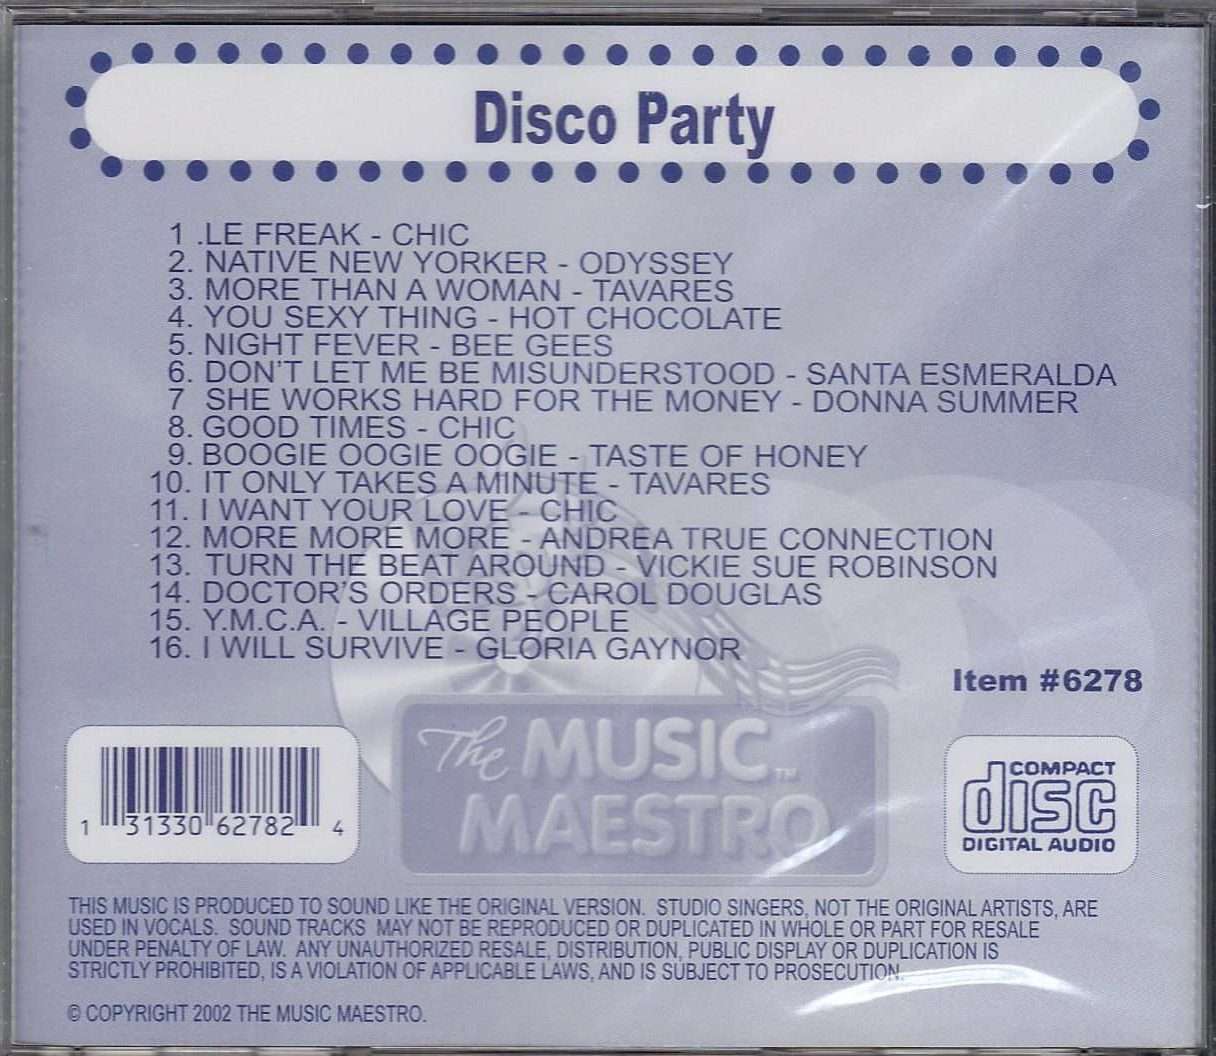 Disco Party
1 .LE FREAK - CHIC
2. NATIVE NEW YORKER - ODYSSEY
3. MORE THAN A WOMAN - TAVARES
4. YOU SEXY THING - HOT CHOCOLATE
5. NIGHT FEVER - BEE GEES
6. DON'T LET ME BE MISUNDERSTOOD - SANTA ESMERALDA
7 SHE WORKS HARD FOR THE MONEY - DONNA SUMMER
8. GOOD TIMES - CHIC
9. BOOGIE OOGIE OOGIE - TASTE OF HONEY
10. IT ONLY TAKES A MINUTE - TAVARES
11. I WANT YOUR LOVE - CHIC
12. MORE MORE MORE - ANDREA TRUE CONNECTION
13. TURN THE BEAT AROUND - VICKIE SUE ROBINSON
14. DOCTOR'S ORDERS - CAROL DOUGLAS
15. Y.M.C.A. - VILLAGE PEOPLE
16. I WILL SURVIVE - GLORIA GAYNOR
Item #6278
The MUSIC TM
MAESTRO
1 31330 62782 4
COMPACT
disc
DIGITAL AUDIO
THIS MUSIC IS PRODUCED TO SOUND LIKE THE ORIGINAL VERSION. STUDIO SINGERS, NOT THE ORIGINAL ARTISTS, ARE
USED IN VOCALS. SOUND TRACKS MAY NOT BE REPRODUCED OR DUPLICATED IN WHOLE OR PART FOR RESALE
UNDER PENALTY OF LAW. ANY UNAUTHORIZED RESALE, DISTRIBUTION, PUBLIC DISPLAY OR DUPLICATION IS
STRICTLY PROHIBITED, IS A VIOLATION OF APPLICABLE LAWS, AND IS SUBJECT TO PROSECUTION.
© COPYRIGHT 2002 THE MUSIC MAESTRO.